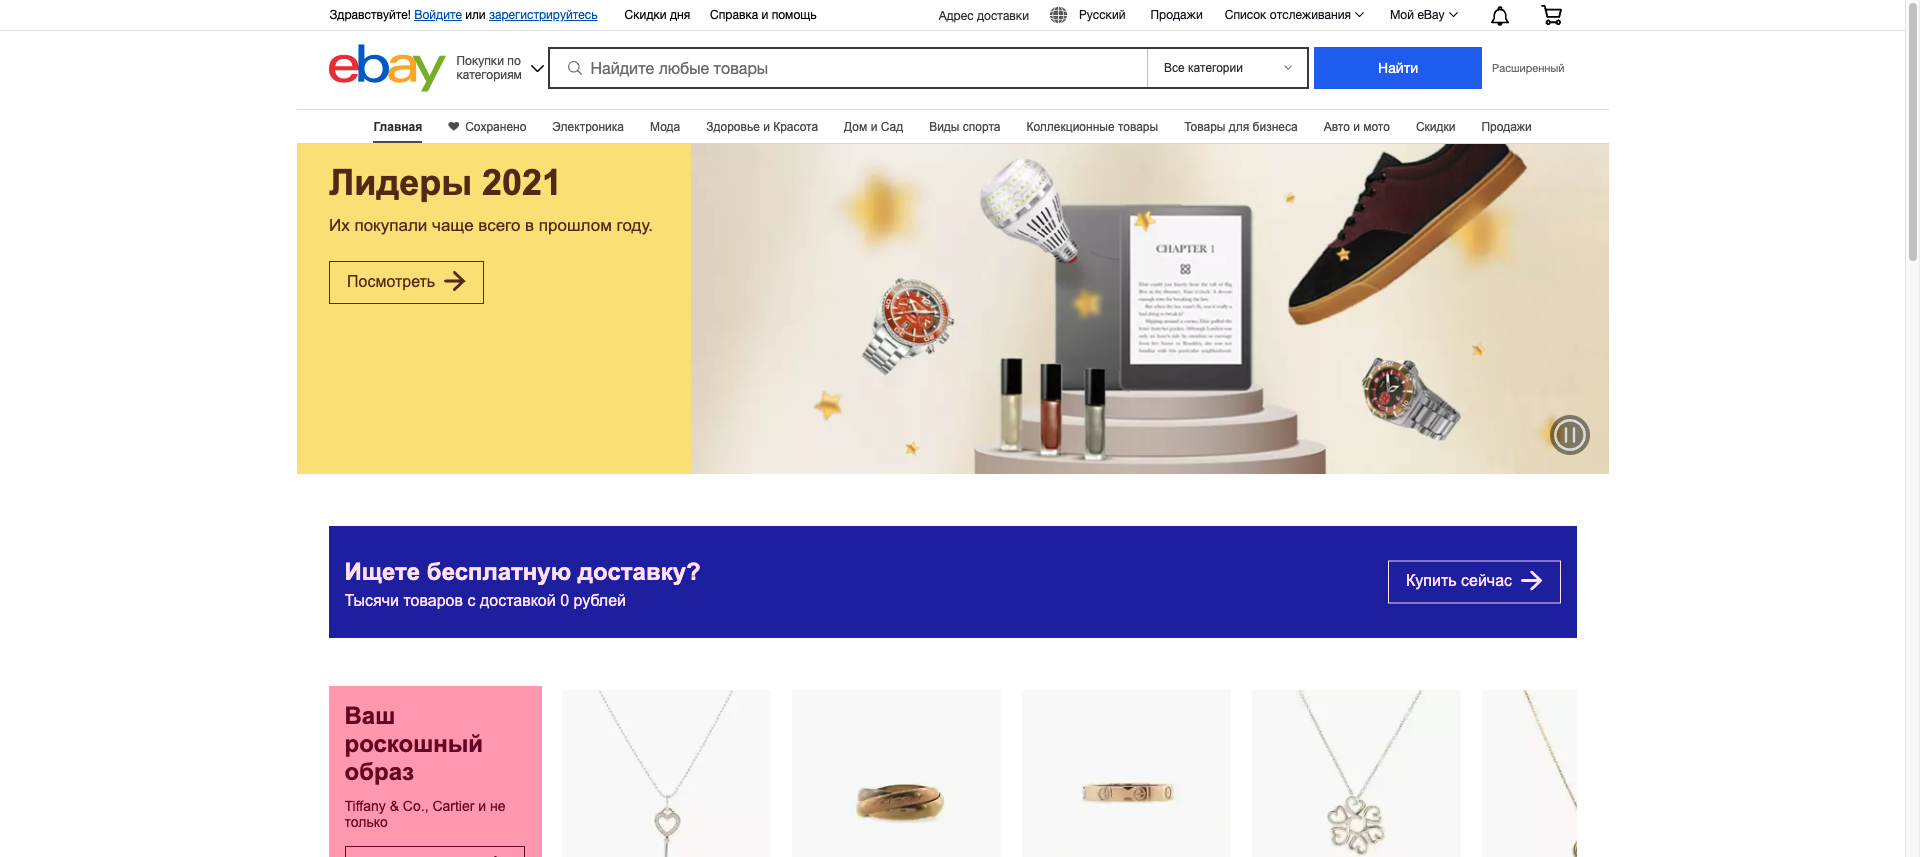 Здравствуйте! Войдите или зарегистрируйтесь Скидки дня Справка и помощь Адрес доставки Русский Продажи Список отслеживания Мой eBay
ebay
Покупки по
категориям
Найдите любые товары
Все категории
Найти
Расширенный
Главная Сохранено Электроника Мода Здоровье и Красота Дом и Сад Виды спорта Коллекционные товары Товары для бизнеса Авто и мото Скидки Продажи
Лидеры 2021
Их покупали чаще всего в прошлом году.
Посмотреть
CHAPTER 1
Ищете бесплатную доставку?
Тысячи товаров с доставкой 0 рублей
Купить сейчас
Ваш
роскошный
образ
Tiffany & Co., Cartier и не
только